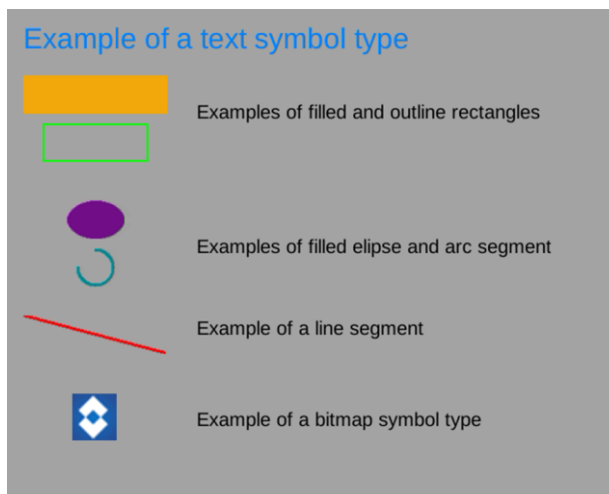 Example of a text symbol type
Examples of filled and outline rectangles
Examples of filled elipse and arc segment
Example of a line segment
Example of a bitmap symbol type